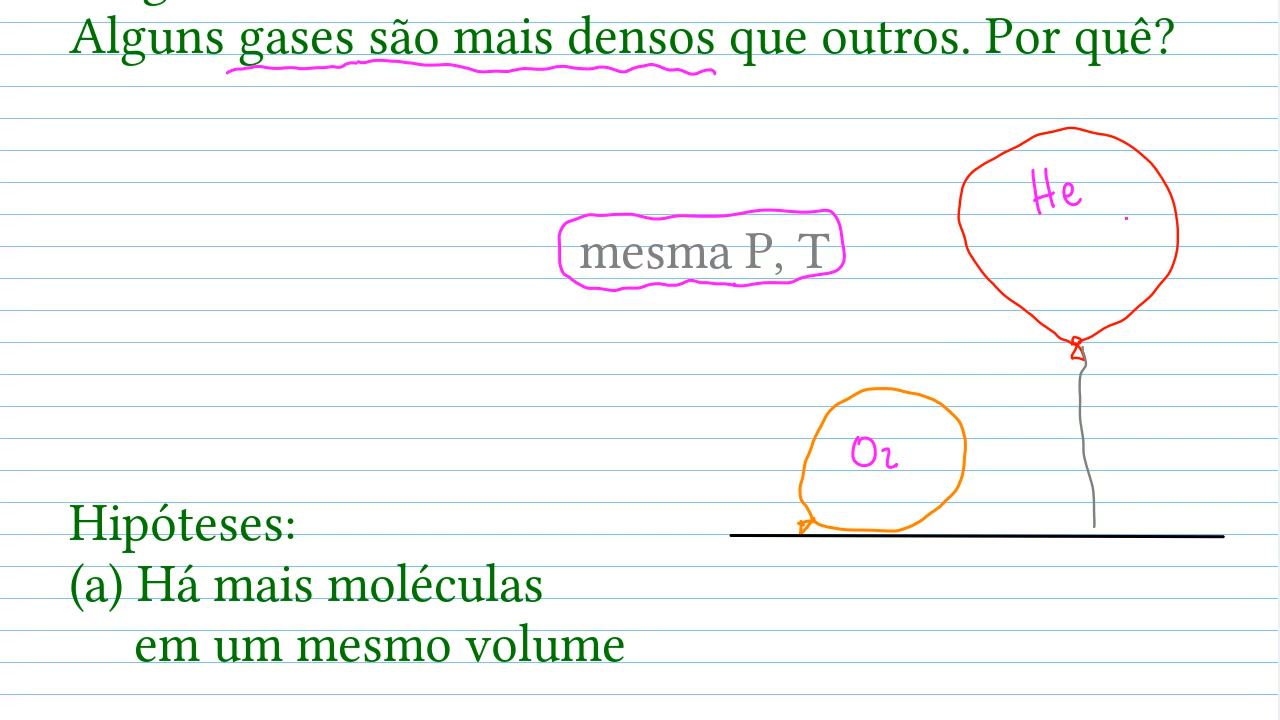 Alguns gases são mais densos que outros. Por quê?
He
mesma P, T
O₂
Hipóteses:
(a) Há mais moléculas
em um mesmo volume